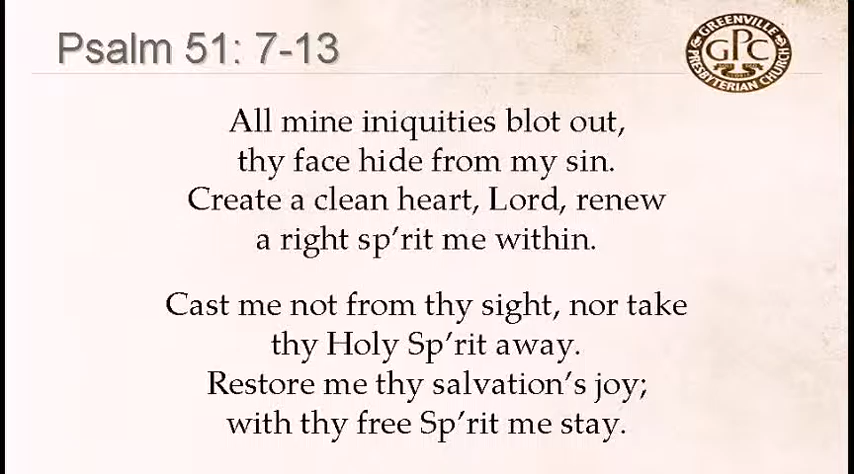 Psalm 51: 7-13
GREENVILLE
GPC
PRESBYTERIAN CHURCH
All mine iniquities blot out,
thy face hide from my sin.
Create a clean heart, Lord, renew
a right sp’rit me within.
Cast me not from thy sight, nor take
thy Holy Sp’rit away.
Restore me thy salvation’s joy;
with thy free Sp’rit me stay.